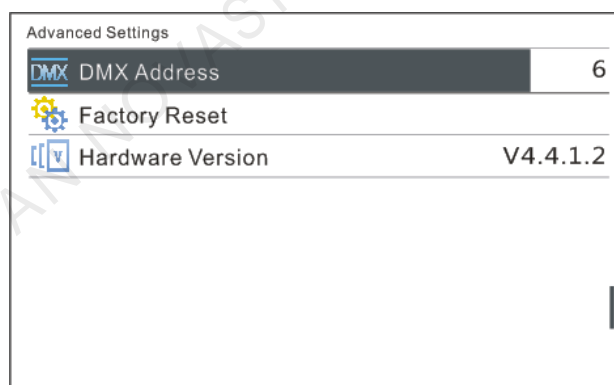 Advanced Settings
DMX DMX Address 6
Factory Reset
V Hardware Version V4.4.1.2